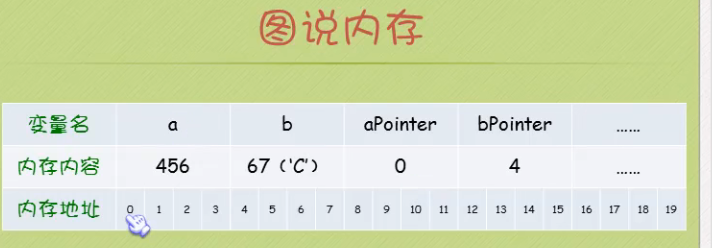 图说内存
变量名 a b aPointer bPointer ……
内存内容 456 67（‘C’） 0 4 ……
内存地址 0 1 2 3 4 5 6 7 8 9 10 11 12 13 14 15 16 17 18 19